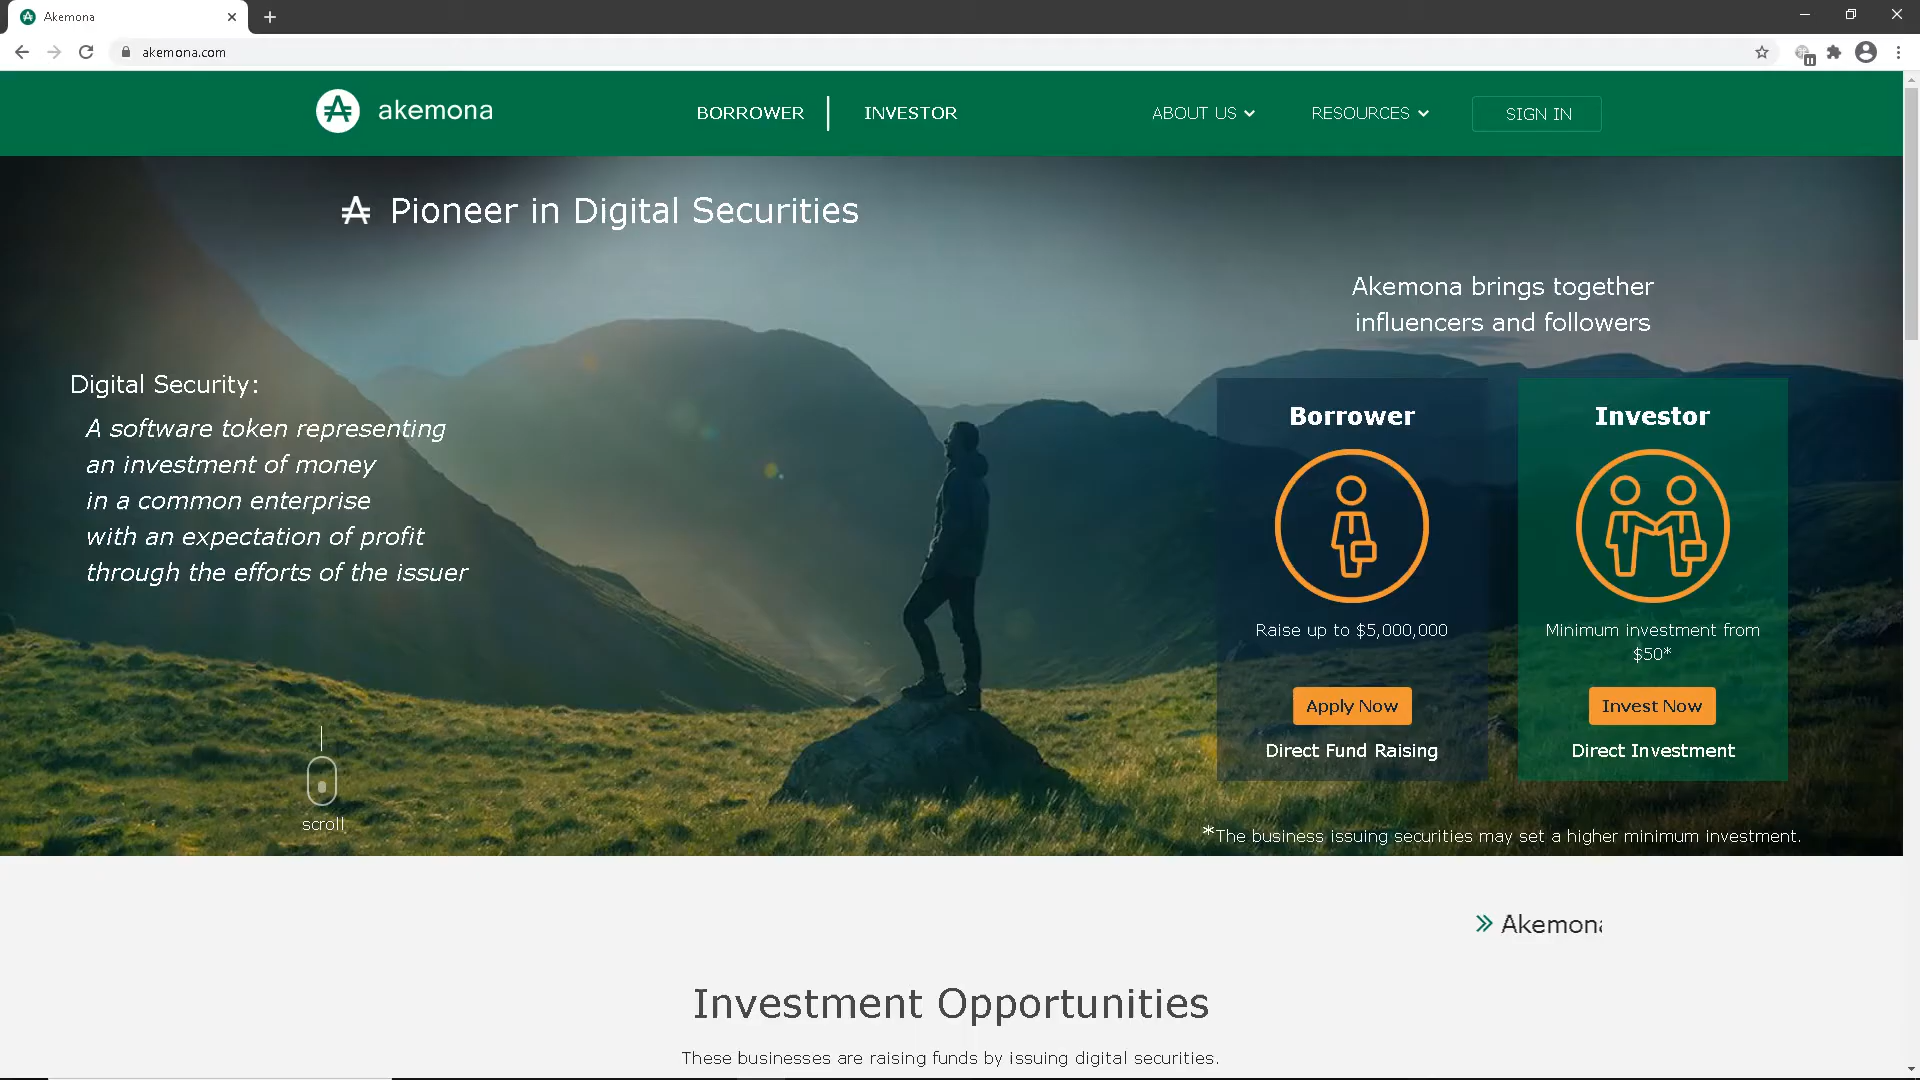 Akemona
akemona.com
akemona
BORROWER
INVESTOR
ABOUT US
RESOURCES
SIGN IN
Pioneer in Digital Securities
Akemona brings together
influencers and followers
Digital Security:
A software token representing
an investment of money
in a common enterprise
with an expectation of profit
through the efforts of the issuer
Borrower
Raise up to $5,000,000
Apply Now
Direct Fund Raising
Investor
Minimum investment from
$50*
Invest Now
Direct Investment
scroll
*The business issuing securities may set a higher minimum investment.
Akemona
Investment Opportunities
These businesses are raising funds by issuing digital securities.